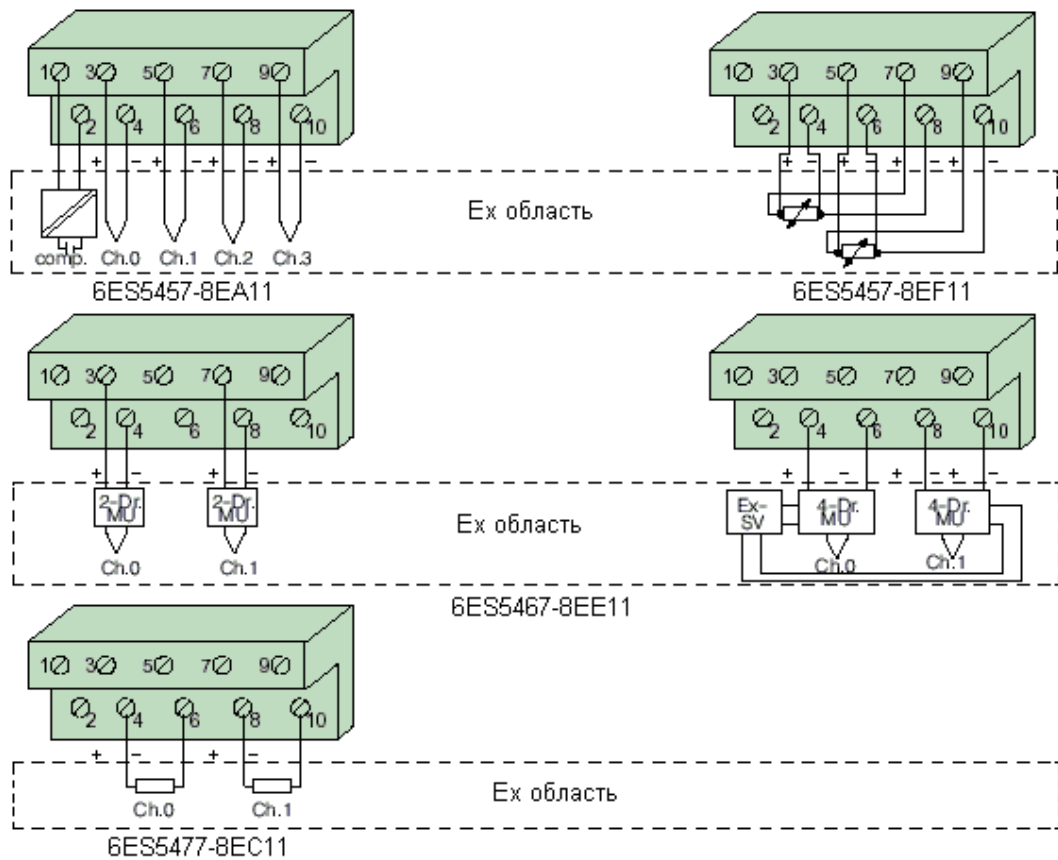 1 3 5 7 9
2 4 6 8 10
+ - + - + - + -
comp. Ch.0 Ch.1 Ch.2 Ch.3
6ES5457-8EA11
1 3 5 7 9
2 4 6 8 10
+ - + -
Ex область
6ES5457-8EF11
1 3 5 7 9
2 4 6 8 10
+ - + -
2-Dr. MU 2-Dr. MU
Ch.0 Ch.1
Ex область
1 3 5 7 9
2 4 6 8 10
+ - + + -
Ex-SV 4-Dr. MU 4-Dr. MU
Ch.0 Ch.1
6ES5467-8EE11
1 3 5 7 9
2 4 6 8 10
+ - + -
Ch.0 Ch.1
Ex область
6ES5477-8EC11